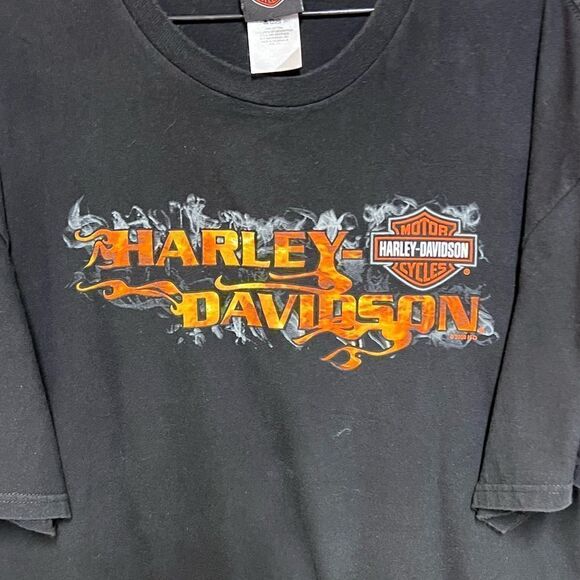 HARLEY-
MOTOR
HARLEY-DAVIDSON
CYCLES
®
DAVIDSON